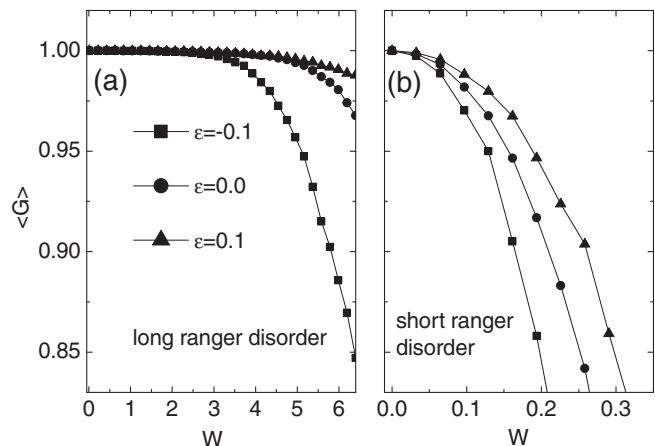 1.00
0.95
0.90
0.85
<G>
(a)
ε=-0.1
ε=0.0
ε=0.1
long ranger disorder
0 1 2 3 4 5 6
W
(b)
short ranger
disorder
0.0 0.1 0.2 0.3
W